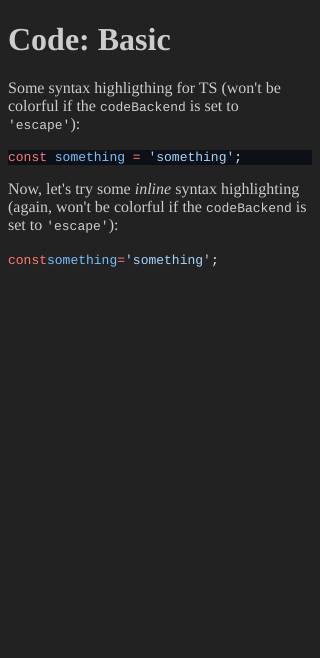 Code: Basic
Some syntax higligthing for TS (won't be
colorful if the codeBackend is set to
'escape'):
const something = 'something';
Now, let's try some inline syntax highlighting
(again, won't be colorful if the codeBackend is
set to 'escape'):
constsomething='something';